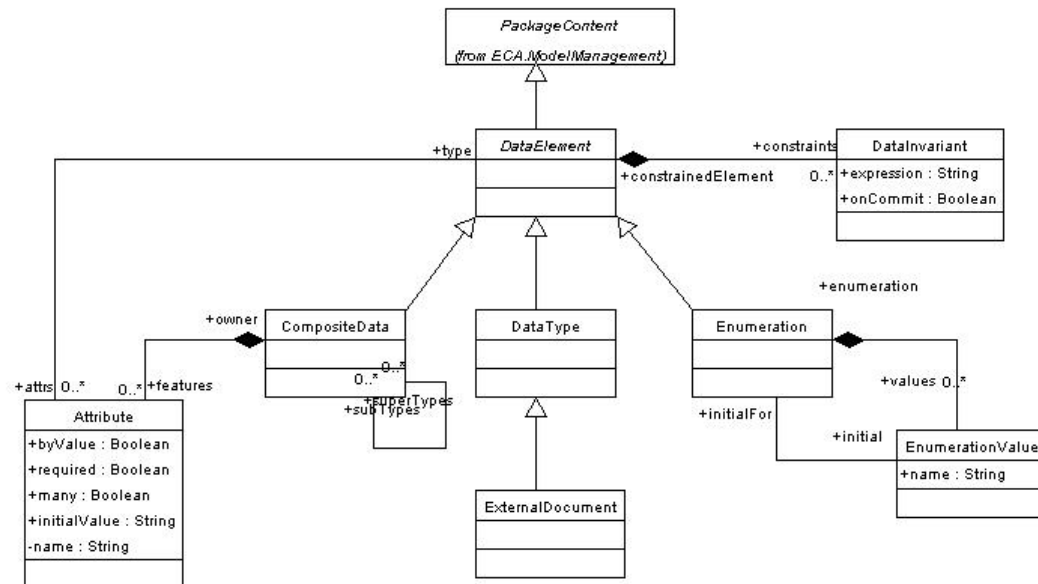 PackageContent
(from ECA.ModelManagement)
+type
DataElement
+constraints
DataInvariant
+constrainedElement
0..*
+expression : String
+onCommit : Boolean
+enumeration
+owner
CompositeData
DataType
Enumeration
0..*
0..*
+attrs
0..*
0..*
+features
+superTypes
+subTypes
+values
0..*
+initialFor
+initial
Attribute
+byValue : Boolean
+required : Boolean
+many : Boolean
+initialValue : String
-name : String
EnumerationValue
+name : String
ExternalDocument